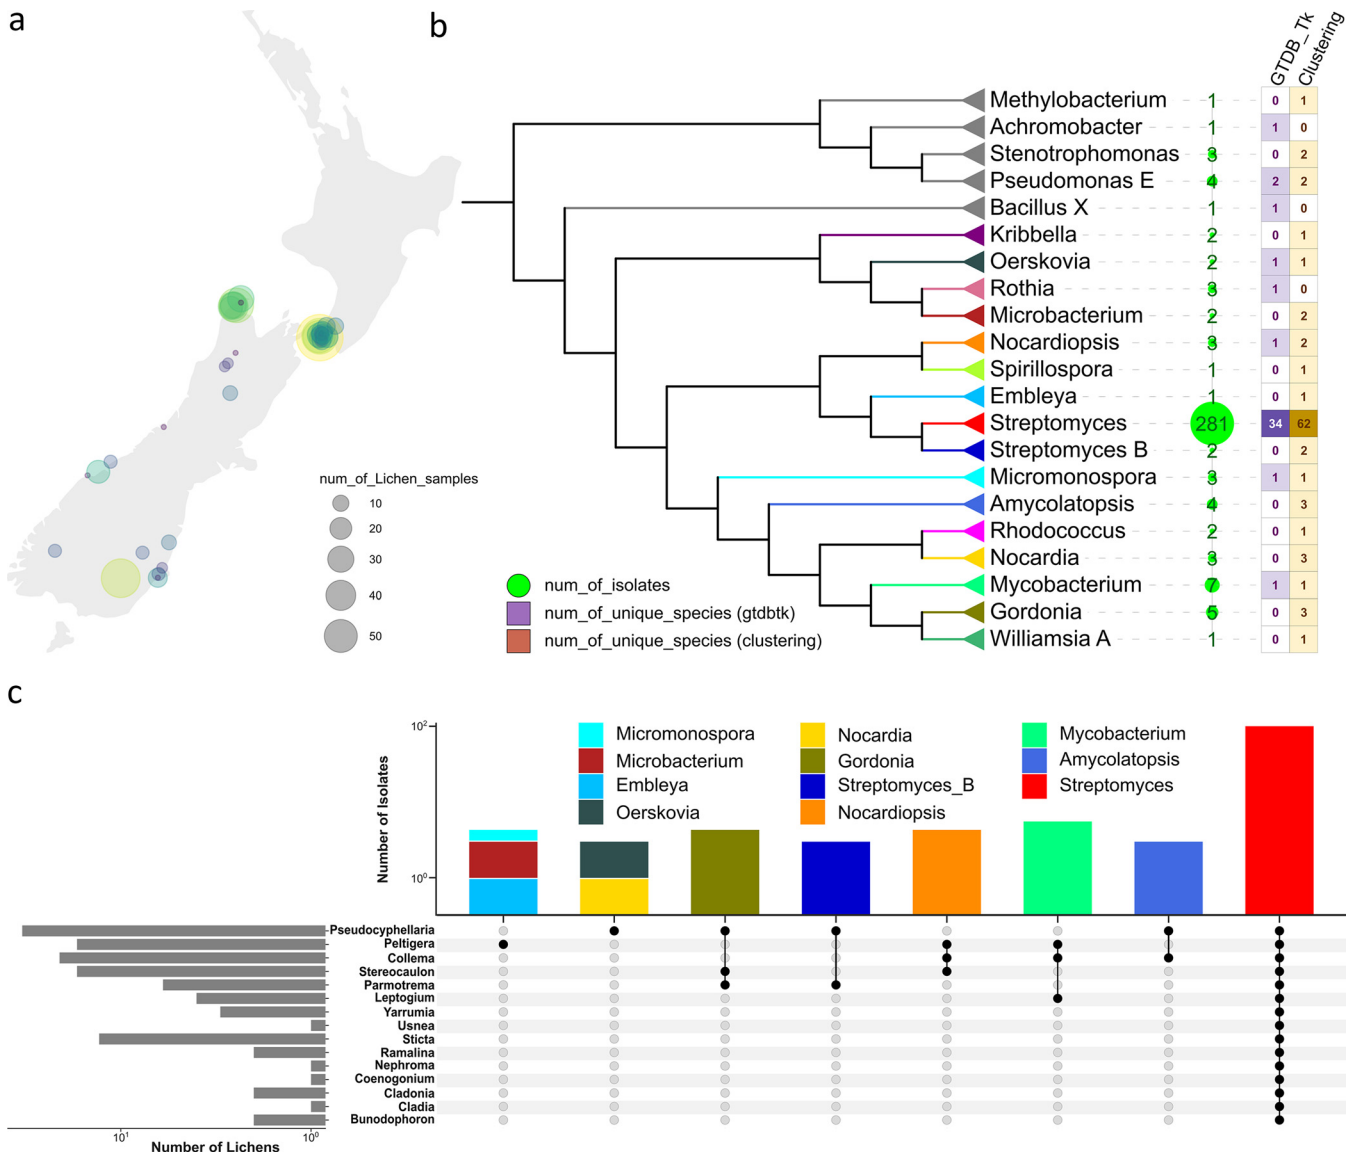 a
b
GTDB_Tk
Clustering
Methylobacterium 1 0 1
Achromobacter 1 1 0
Stenotrophomonas 3 0 2
Pseudomonas E 4 2 2
Bacillus X 1 1 0
Kribbella 2 0 1
Oerskovia 2 1 1
Rothia 3 1 0
Microbacterium 2 0 2
Nocardiopsis 3 1 2
Spirillospora 1 0 1
Embleya 1 0 1
Streptomyces 281 34 62
Streptomyces B 2 0 2
Micromonospora 3 1 1
Amycolatopsis 4 0 3
Rhodococcus 2 0 1
Nocardia 3 0 3
Mycobacterium 7 1 1
Gordonia 5 0 3
Williamsia A 1 0 1
num_of_Lichen_samples
10
20
30
40
50
num_of_isolates
num_of_unique_species (gtdbtk)
num_of_unique_species (clustering)
c
Number of Isolates
10²
10⁰
Micromonospora
Microbacterium
Embleya
Oerskovia
Nocardia
Gordonia
Streptomyces_B
Nocardiopsis
Mycobacterium
Amycolatopsis
Streptomyces
Pseudocyphellaria
Peltigera
Collema
Stereocaulon
Parmotrema
Leptogium
Yarrumia
Usnea
Sticta
Ramalina
Nephroma
Coenogonium
Cladonia
Cladia
Bunodophoron
10¹ 10⁰
Number of Lichens